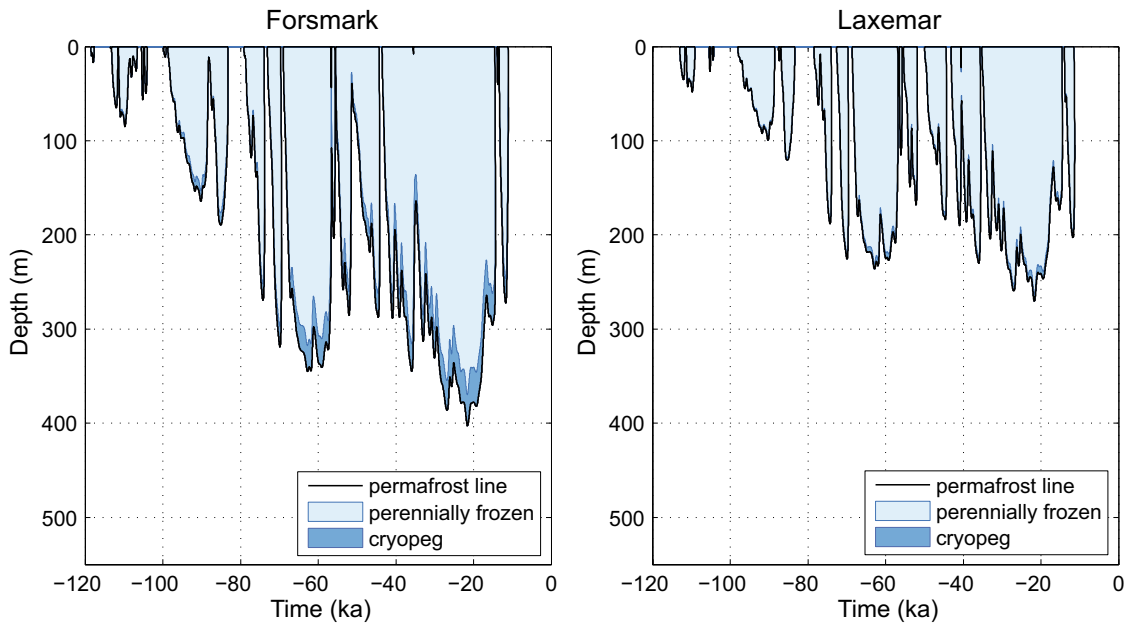 Forsmark
0
100
200
300
400
500
Depth (m)
permafrost line
perennially frozen
cryopeg
−120 −100 −80 −60 −40 −20 0
Time (ka)
Laxemar
0
100
200
300
400
500
Depth (m)
permafrost line
perennially frozen
cryopeg
−120 −100 −80 −60 −40 −20 0
Time (ka)